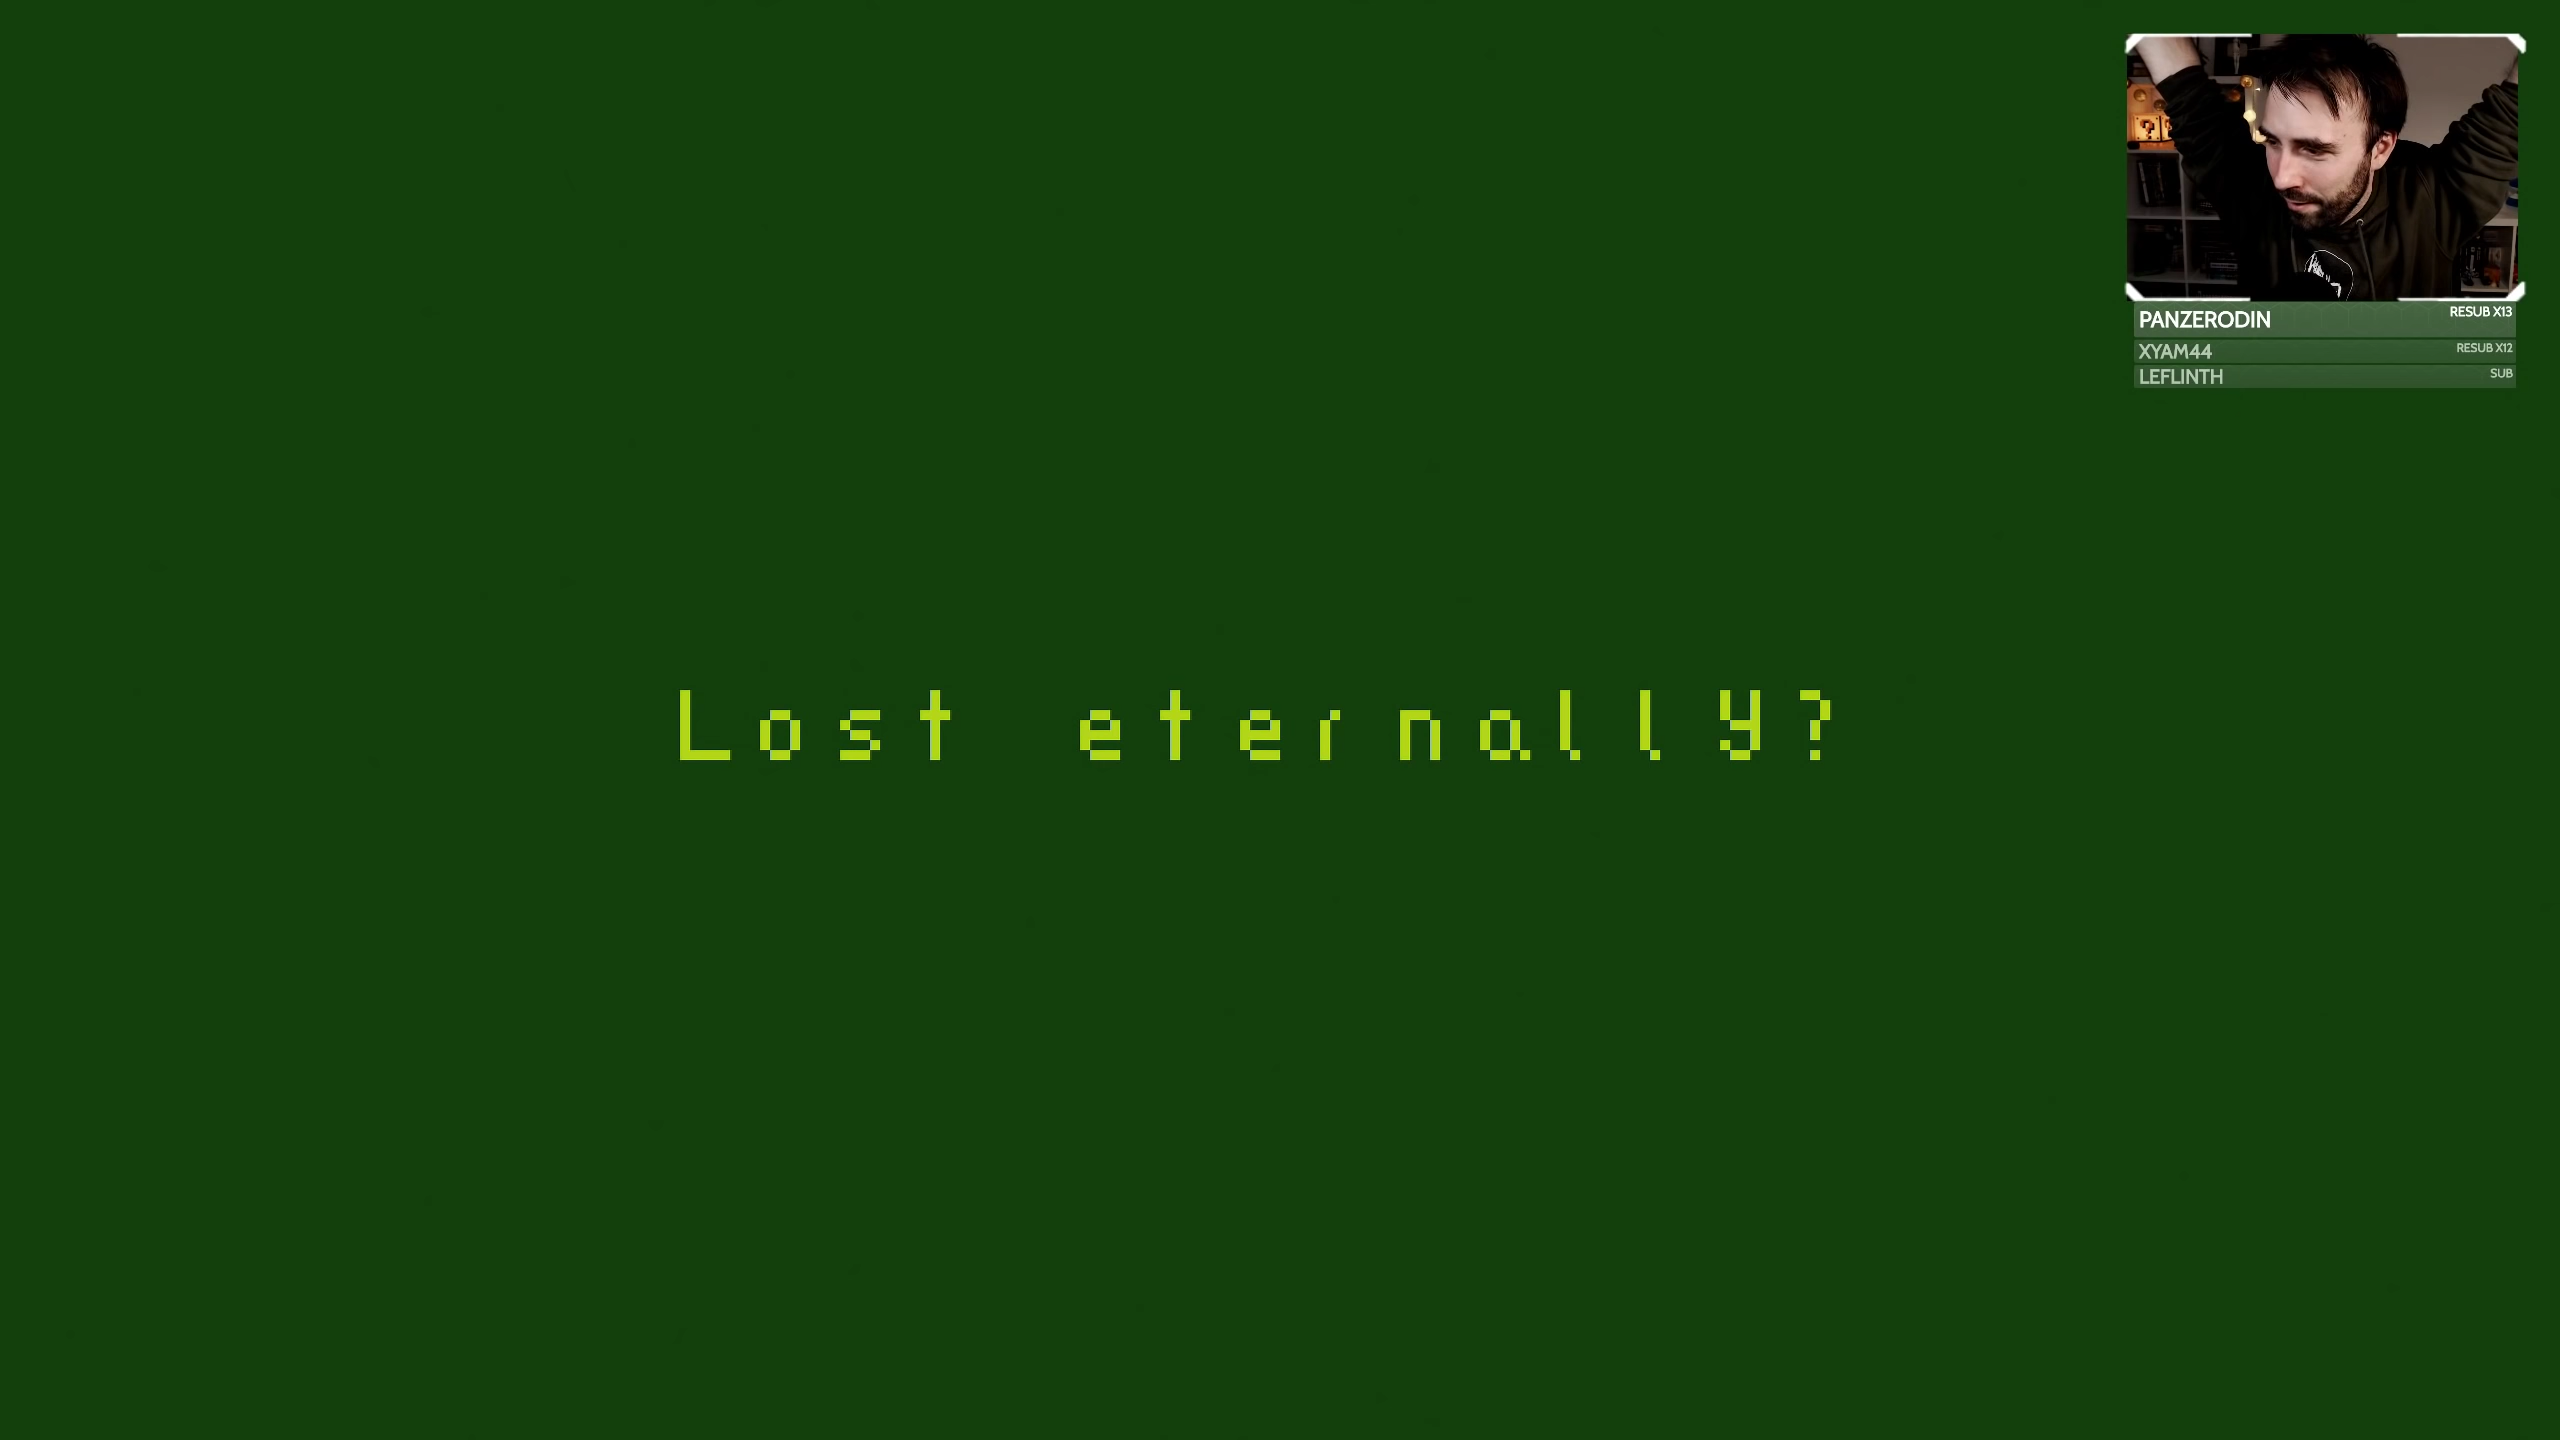 Lost eternally?
PANZERODIN RESUB X13
XYAM44 RESUB X12
LEFLINTH SUB